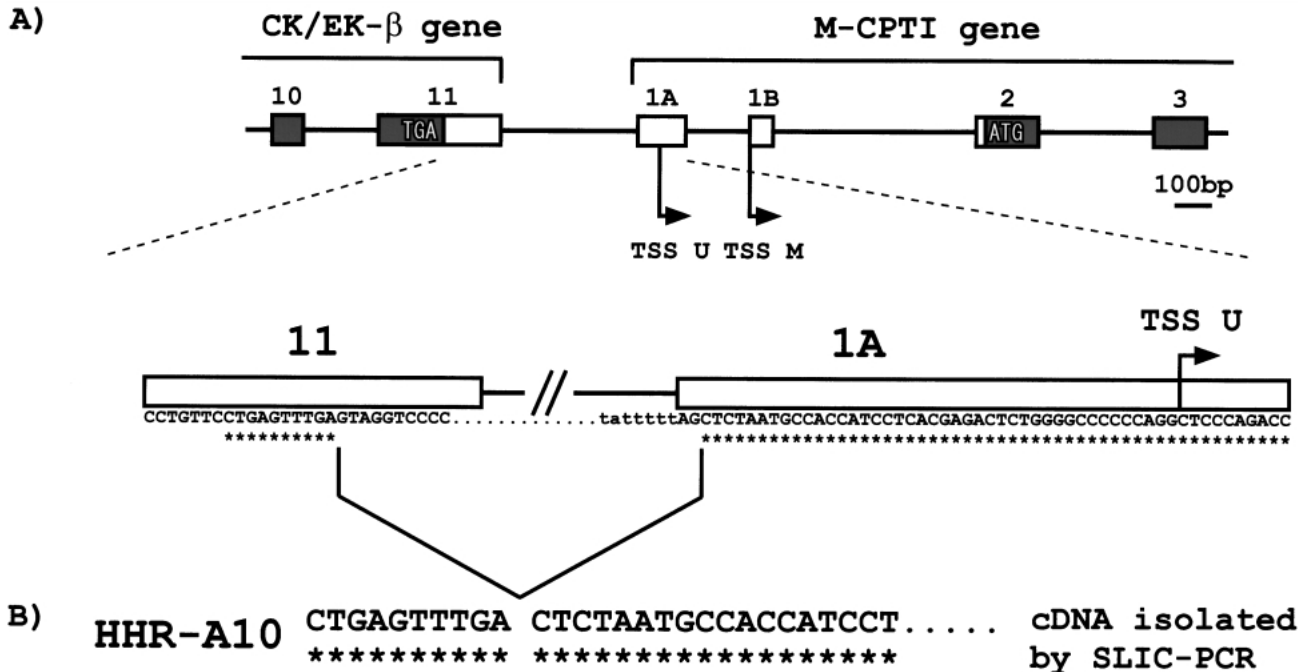 A)
CK/EK-β gene
M-CPTI gene
10 11 1A 1B 2 3
TGA ATG
100bp
TSS U TSS M
TSS U
11 1A
CCTGTTCCTGAGTTTGAGTAGGTCCCC..............tatttttAGCTCTAATGCCACCATCCTCACGAGACTCTGGGGCCCCCCAGGCTCCCAGACC
********** ******************************************************
B)
HHR-A10 CTGAGTTTGA CTCTAATGCCACCATCCT..... cDNA isolated
********** ****************** by SLIC-PCR